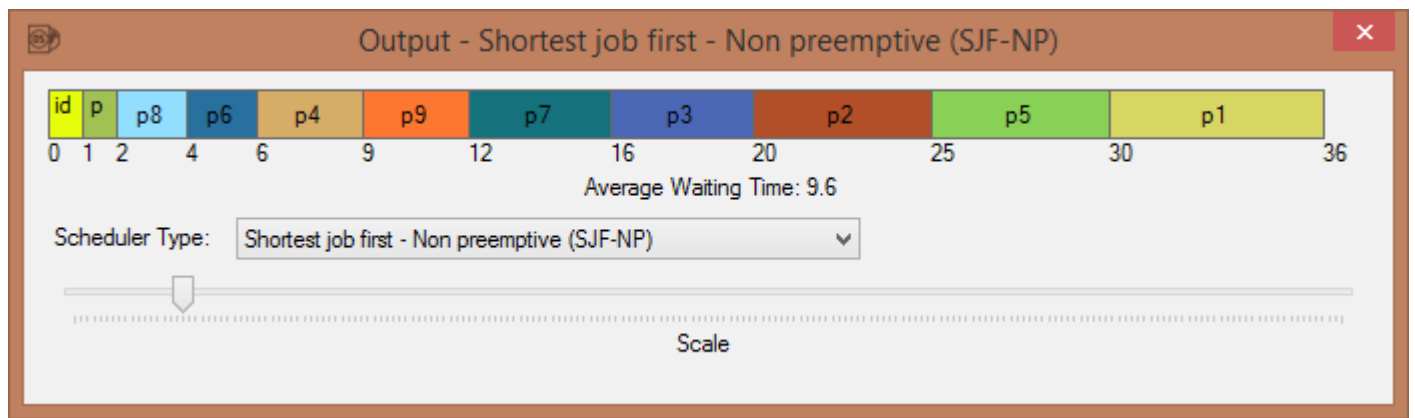 Output - Shortest job first - Non preemptive (SJF-NP)
id p p8 p6 p4 p9 p7 p3 p2 p5 p1
0 1 2 4 6 9 12 16 20 25 30 36
Average Waiting Time: 9.6
Scheduler Type: Shortest job first - Non preemptive (SJF-NP)
Scale